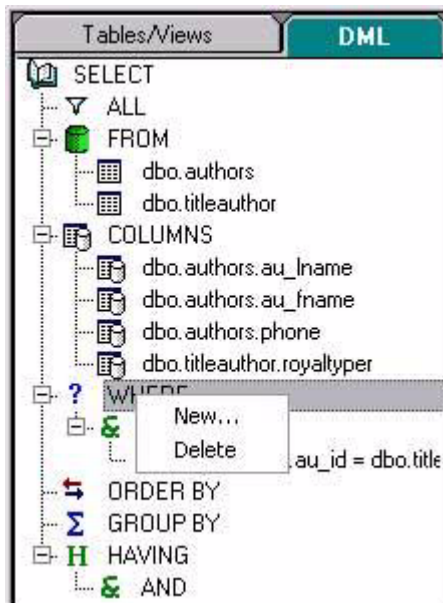 Tables/Views DML
SELECT
ALL
FROM
dbo.authors
dbo.titleauthor
COLUMNS
dbo.authors.au_lname
dbo.authors.au_fname
dbo.authors.phone
dbo.titleauthor.royaltyper
? WHERE
New...
&
Delete
.au_id = dbo.title
ORDER BY
Σ GROUP BY
H HAVING
& AND